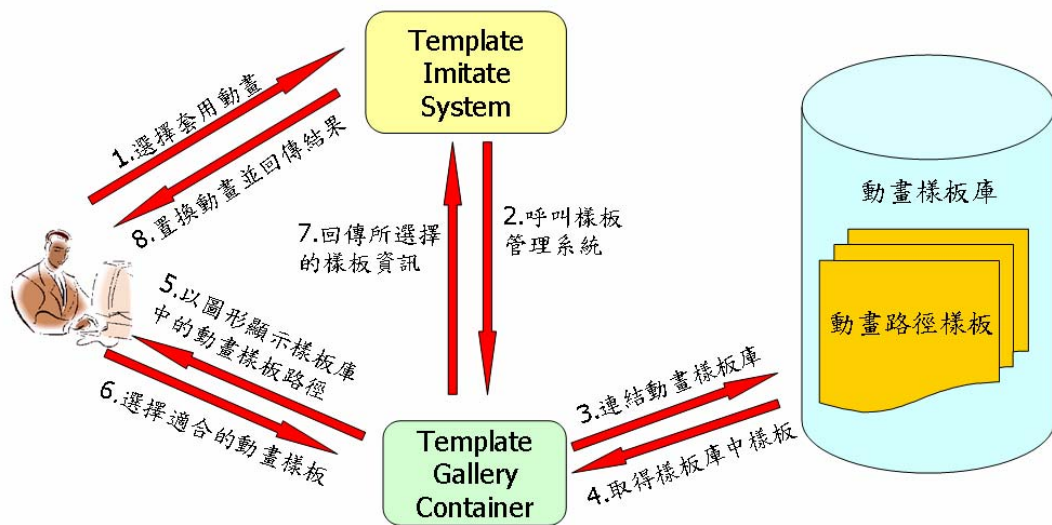 Template
Imitate
System
1.選擇套用動畫
8.置換動畫並回傳結果
7.回傳所選擇
的樣板資訊
2.呼叫樣板
管理系統
動畫樣板庫
動畫路徑樣板
5.以圖形顯示樣板庫
中的動畫樣板路徑
6.選擇適合的動畫樣板
3.連結動畫樣板庫
4.取得樣板庫中樣板
Template
Gallery
Container